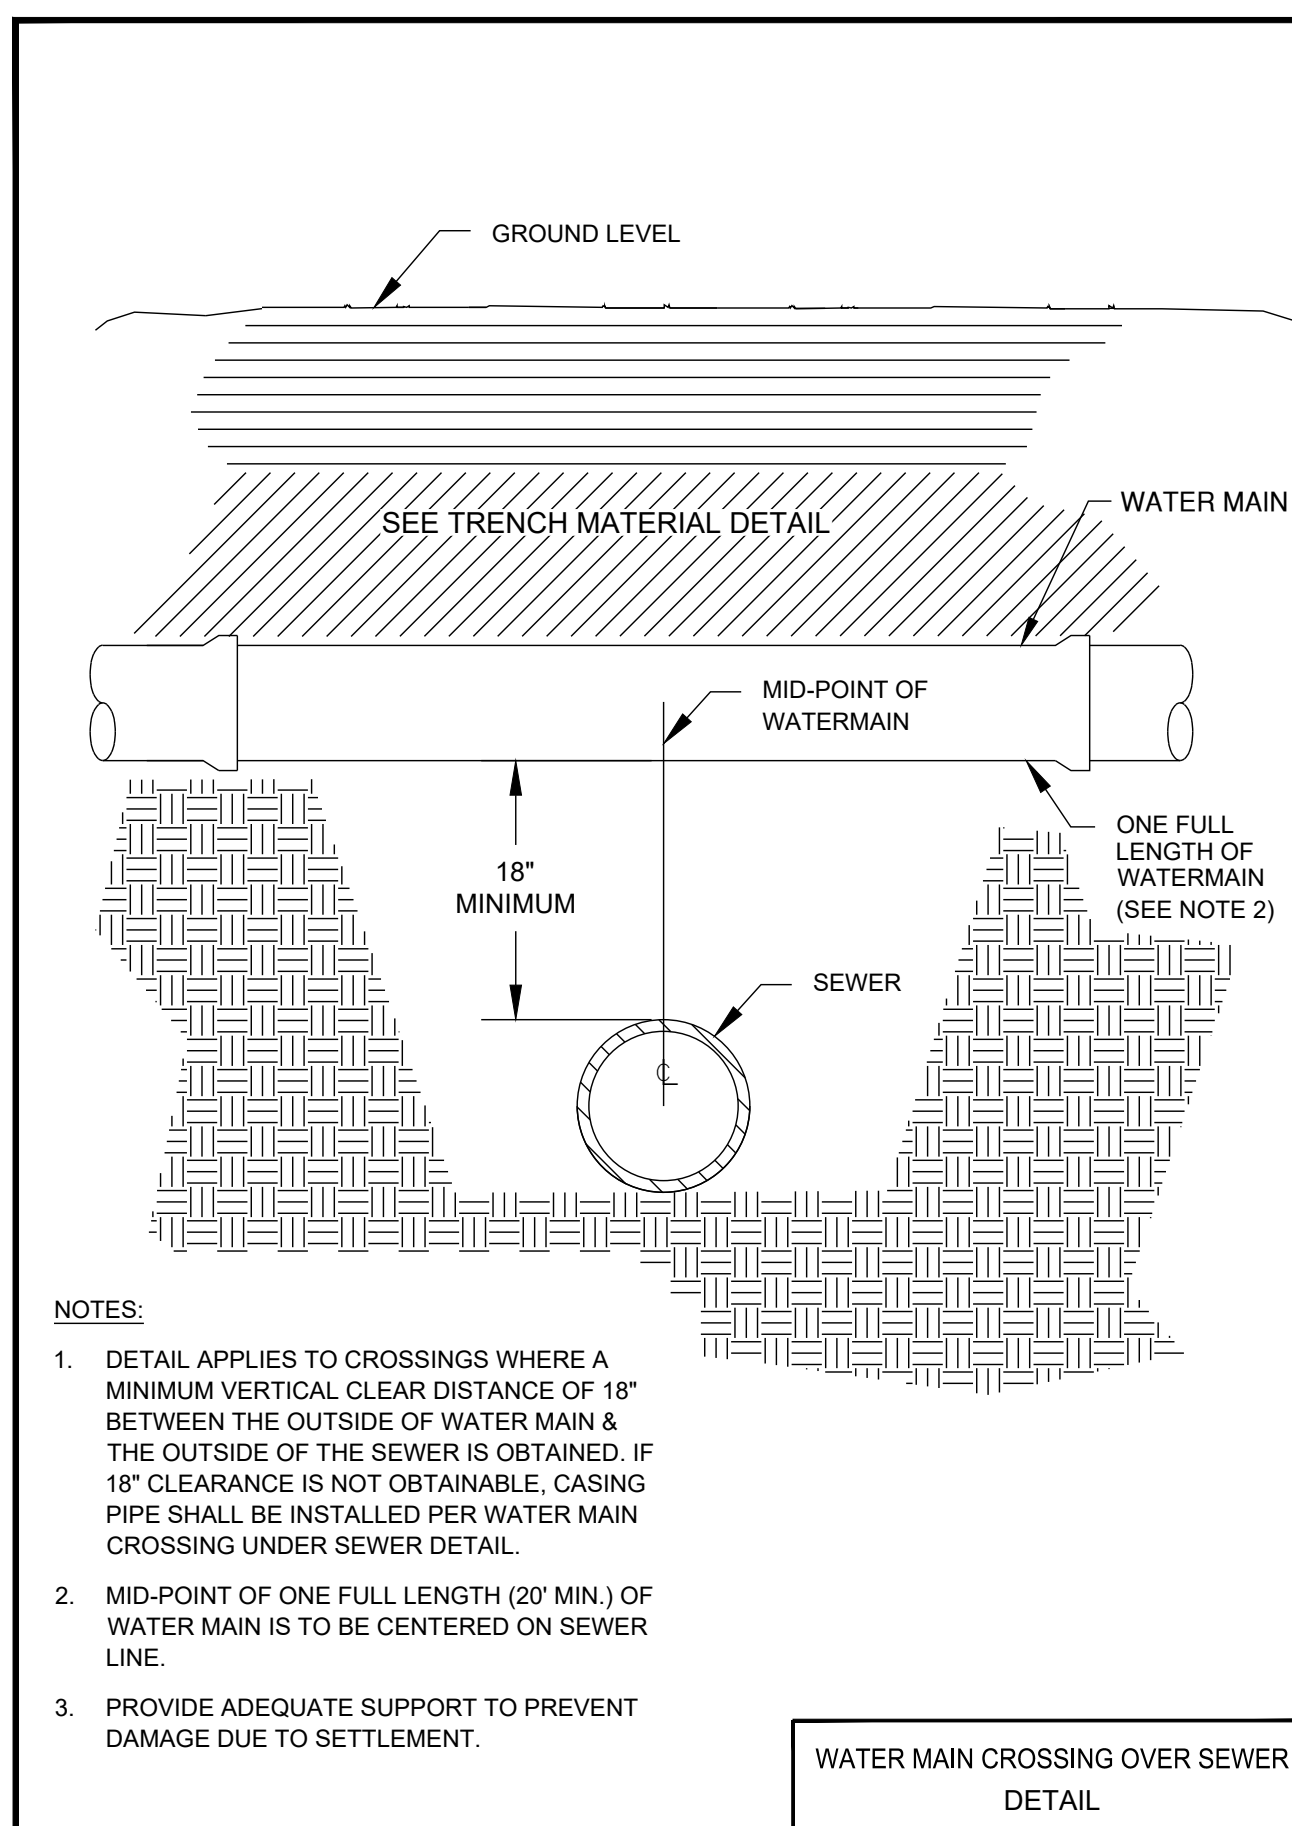 GROUND LEVEL
SEE TRENCH MATERIAL DETAIL
WATER MAIN
MID-POINT OF
WATERMAIN
18"
MINIMUM
ONE FULL
LENGTH OF
WATERMAIN
(SEE NOTE 2)
SEWER
CL
NOTES:
1. DETAIL APPLIES TO CROSSINGS WHERE A
MINIMUM VERTICAL CLEAR DISTANCE OF 18"
BETWEEN THE OUTSIDE OF WATER MAIN &
THE OUTSIDE OF THE SEWER IS OBTAINED. IF
18" CLEARANCE IS NOT OBTAINABLE, CASING
PIPE SHALL BE INSTALLED PER WATER MAIN
CROSSING UNDER SEWER DETAIL.
2. MID-POINT OF ONE FULL LENGTH (20' MIN.) OF
WATER MAIN IS TO BE CENTERED ON SEWER
LINE.
3. PROVIDE ADEQUATE SUPPORT TO PREVENT
DAMAGE DUE TO SETTLEMENT.
WATER MAIN CROSSING OVER SEWER
DETAIL